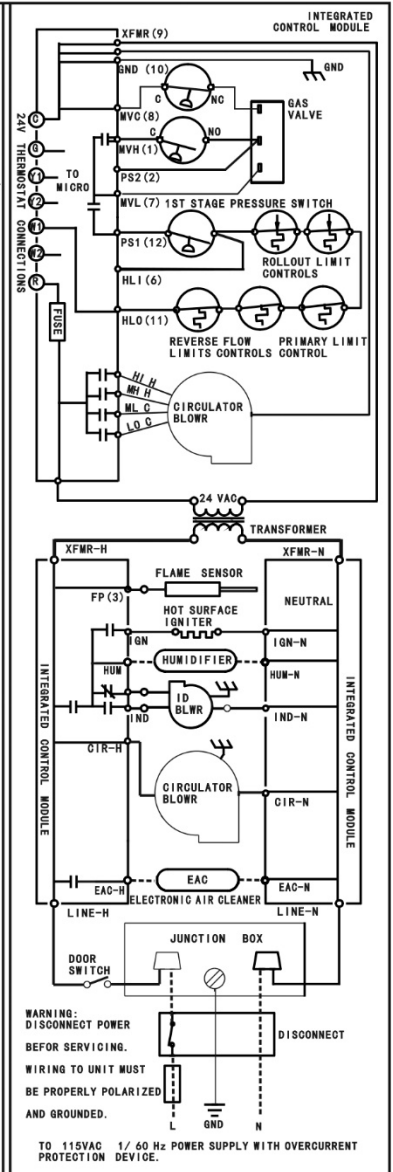 INTEGRATED
CONTROL MODULE
XFMR (9)
GND (10)
GND
C
NC
MVC (8)
GAS
VALVE
C
NO
MVH (1)
TO
MICRO
PS2 (2)
MVL (7)
1ST STAGE PRESSURE SWITCH
24V THERMOSTAT CONNECTIONS
C
G
Y1
Y2
W1
W2
R
PS1 (12)
ROLLOUT LIMIT
CONTROLS
HLI (6)
FUSE
HLO (11)
REVERSE FLOW
LIMITS CONTROLS
PRIMARY LIMIT
CONTROL
HI H
MH H
ML C
LO C
CIRCULATOR
BLOWR
24 VAC
TRANSFORMER
XFMR-H
XFMR-N
FLAME SENSOR
FP (3)
NEUTRAL
HOT SURFACE
IGNITER
IGN
IGN-N
HUMIDIFIER
HUM
HUM-N
ID
BLWR
IND
IND-N
INTEGRATED CONTROL MODULE
INTEGRATED CONTROL MODULE
CIR-H
CIRCULATOR
BLOWR
CIR-N
EAC
EAC-H
EAC-N
ELECTRONIC AIR CLEANER
LINE-H
LINE-N
JUNCTION BOX
DOOR
SWITCH
WARNING:
DISCONNECT POWER
BEFOR SERVICING.
WIRING TO UNIT MUST
BE PROPERLY POLARIZED
AND GROUNDED.
DISCONNECT
L
GND
N
TO 115VAC 1/ 60 Hz POWER SUPPLY WITH OVERCURRENT
PROTECTION DEVICE.